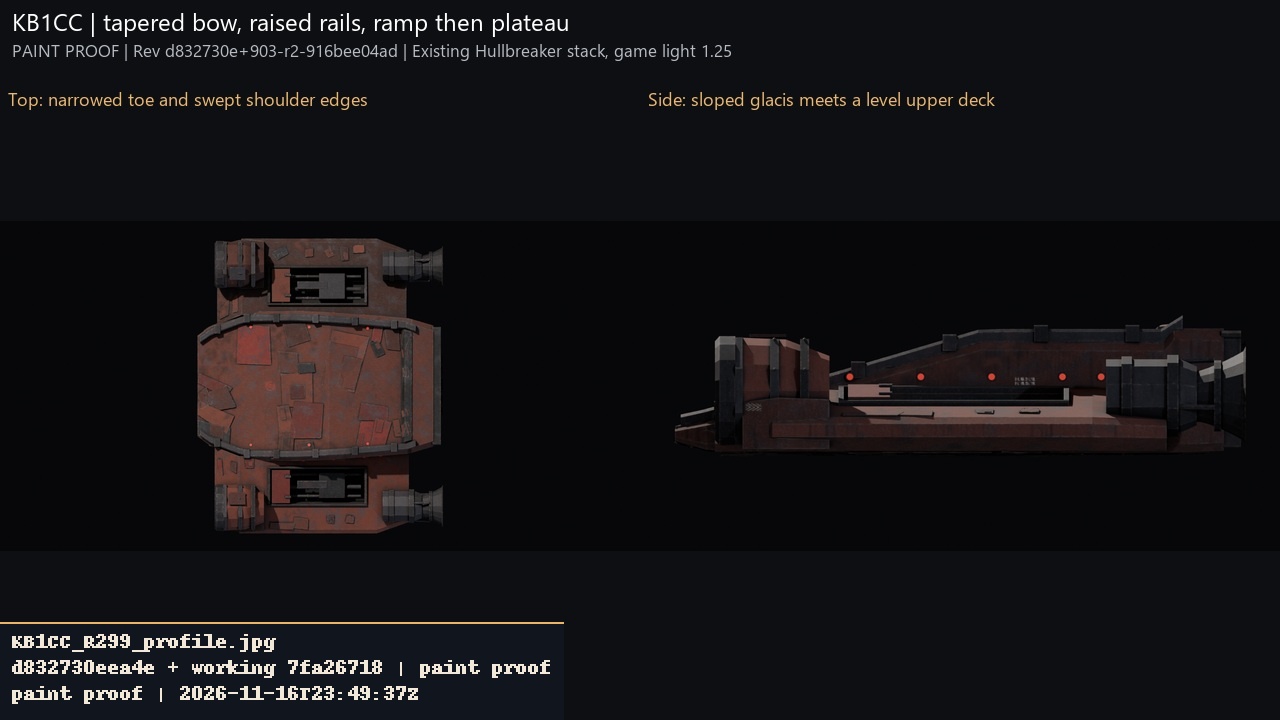 KB1CC | tapered bow, raised rails, ramp then plateau
PAINT PROOF | Rev d832730e+903-r2-916bee04ad | Existing Hullbreaker stack, game light 1.25
Top: narrowed toe and swept shoulder edges
Side: sloped glacis meets a level upper deck
KB1CC_R299_profile.jpg
d832730eea4e + working 7fa26718 | paint proof
paint proof | 2026-11-16T23:49:37Z